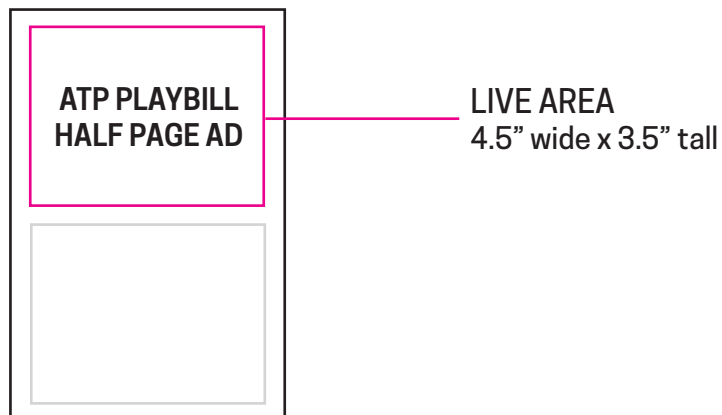 ATP PLAYBILL
HALF PAGE AD
LIVE AREA
4.5” wide x 3.5” tall